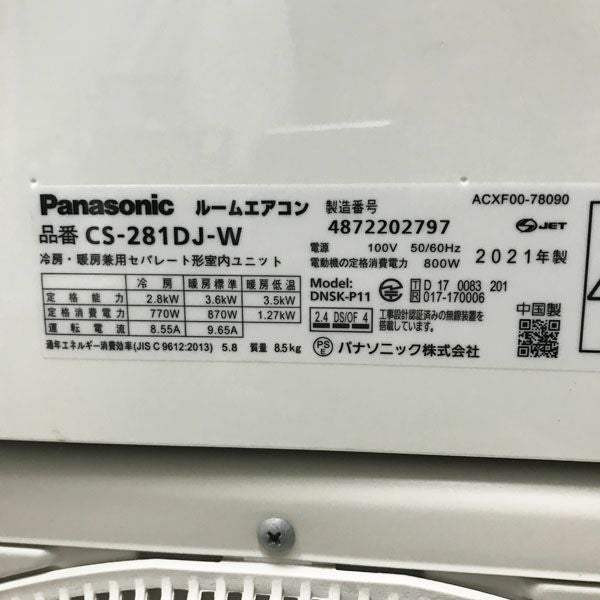 ACXF00-78090
Panasonic ルームエアコン 製造番号
4872202797
JET
品番 CS-281DJ-W
電源 100V 50/60Hz
2021年製
冷房・暖房兼用セパレート形室内ユニット
電動機の定格消費電力 800W
冷房 暖房標準 暖房低温
定格能力 2.8kW 3.6kW 3.5kW
定格消費電力 770W 870W 1.27kW
運転電流 8.55A 9.65A
Model:
DNSK-P11
T D 17 0083 201
R 017-170006
中国製
2.4 DS/OF 4
工事設計認証済みの無線装置を
搭載しています。
通年エネルギー消費効率(JIS C 9612:2013) 5.8 質量 8.5kg
PS
E パナソニック株式会社